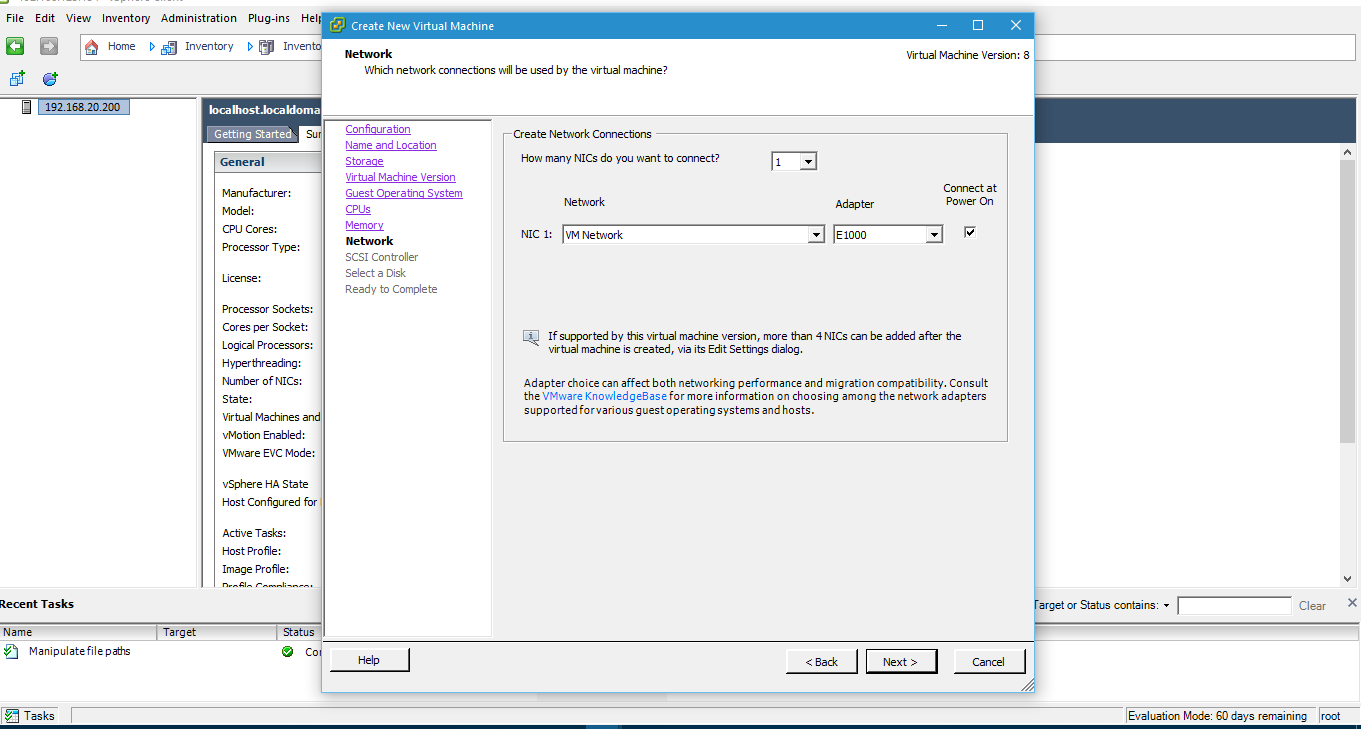 Create New Virtual Machine
File Edit View Inventory Administration Plug-ins Help
Home Inventory
Network
Which network connections will be used by the virtual machine?
Virtual Machine Version: 8
192.168.20.200
Getting Started
General
Manufacturer:
Model:
CPU Cores:
Processor Type:
License:
Processor Sockets:
Cores per Socket:
Logical Processors:
Hyperthreading:
Number of NICs:
State:
Virtual Machines and
vMotion Enabled:
VMware EVC Mode:
vSphere HA State
Host Configured for
Active Tasks:
Host Profile:
Image Profile:
Configuration
Name and Location
Storage
Virtual Machine Version
Guest Operating System
CPUs
Memory
Network
SCSI Controller
Select a Disk
Ready to Complete
Create Network Connections
How many NICs do you want to connect? 1
Network Adapter Connect at
Power On
NIC 1: VM Network E1000
If supported by this virtual machine version, more than 4 NICs can be added after the
virtual machine is created, via its Edit Settings dialog.
Adapter choice can affect both networking performance and migration compatibility. Consult
the VMware KnowledgeBase for more information on choosing among the network adapters
supported for various guest operating systems and hosts.
Help < Back Next > Cancel
Recent Tasks
Target or Status contains: Clear
Name Target Status
Manipulate file paths
Tasks
Evaluation Mode: 60 days remaining root